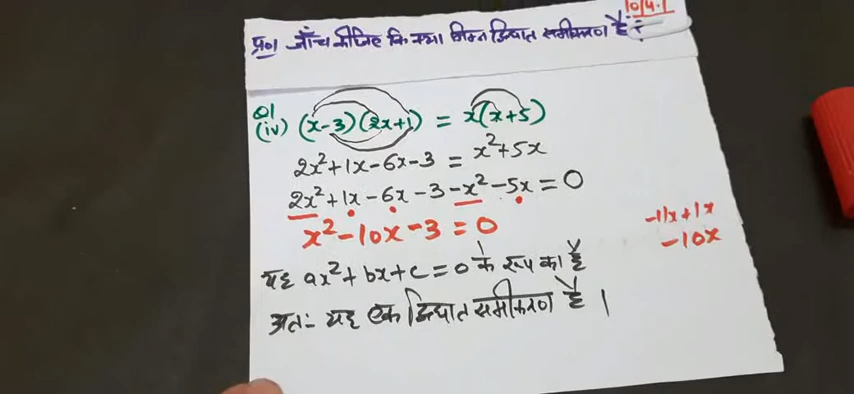 10/4.1
प्र०1 जाँच कीजिए कि क्या निम्न द्विघात समीकरण है ÷
Q1
(iv) (x-3)(2x+1) = x(x+5)
2x²+1x-6x-3 = x²+5x
2x²+1x-6x-3-x²-5x=0
x²-10x-3=0
-11x+1x
-10x
यह ax²+bx+c=0 के रूप का है
अतः- यह एक द्विघात समीकरण है ।